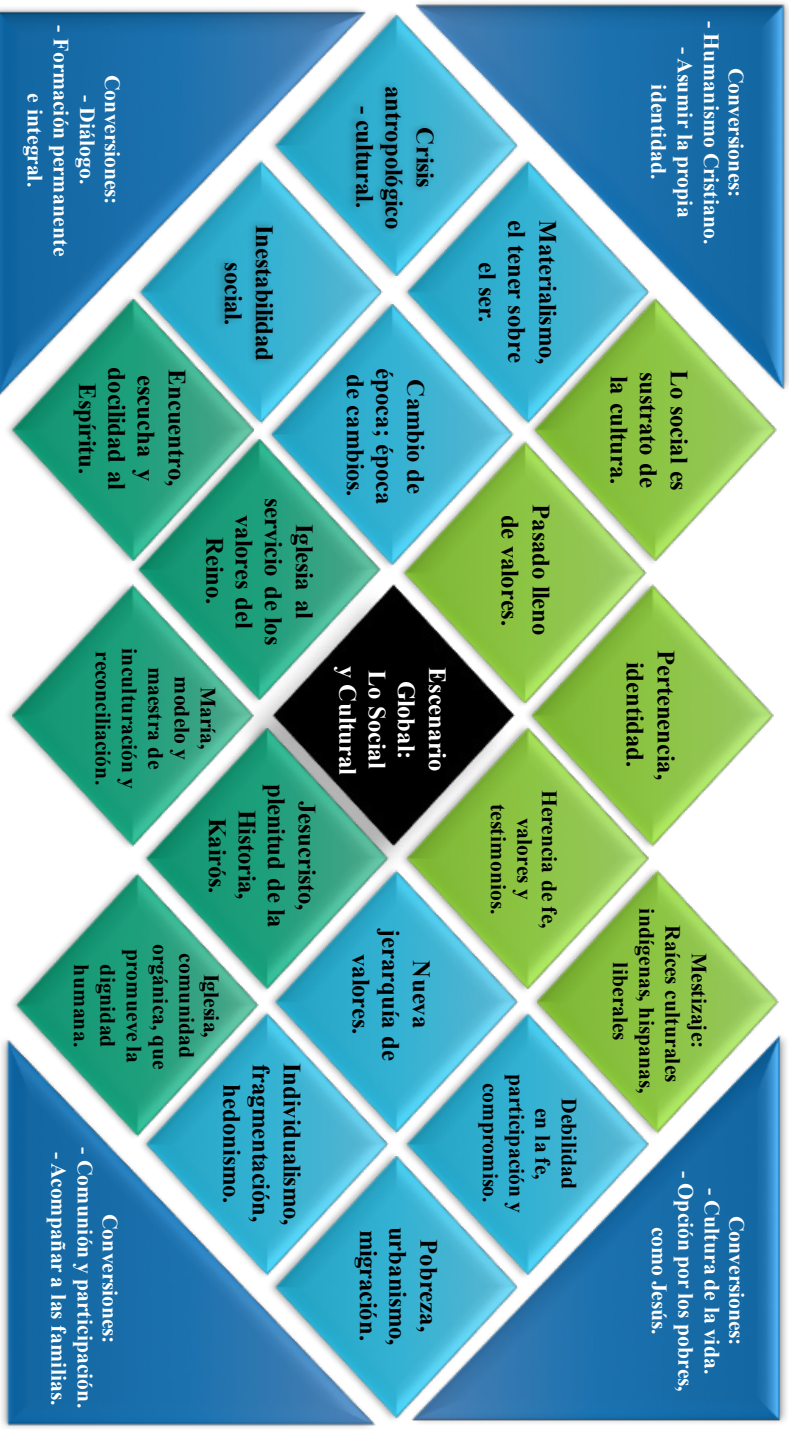 Conversiones:
- Humanismo Cristiano.
- Asumir la propia
identidad.
Lo social es
sustrato de
la cultura.
Pertenencia,
identidad.
Mestizaje:
Raíces culturales
indígenas, hispanas,
liberales
Conversiones:
- Cultura de la vida.
- Opción por los pobres,
como Jesús.
Materialismo,
el tener sobre
el ser.
Pasado lleno
de valores.
Herencia de fe,
valores y
testimonios.
Debilidad
en la fe,
participación y
compromiso.
Crisis
antropológico
- cultural.
Cambio de
época; época
de cambios.
Escenario
Global:
Lo Social
y Cultural
Nueva
jerarquía de
valores.
Pobreza,
urbanismo,
migración.
Inestabilidad
social.
Iglesia al
servicio de los
valores del
Reino.
Jesucristo,
plenitud de la
Historia,
Kairós.
Individualismo,
fragmentación,
hedonismo.
Encuentro,
escucha y
docilidad al
Espíritu.
María,
modelo y
maestra de
inculturación y
reconciliación.
Iglesia,
comunidad
orgánica, que
promueve la
dignidad
humana.
Conversiones:
- Diálogo.
- Formación permanente
e integral.
Conversiones:
- Comunión y participación.
- Acompañar a las familias.